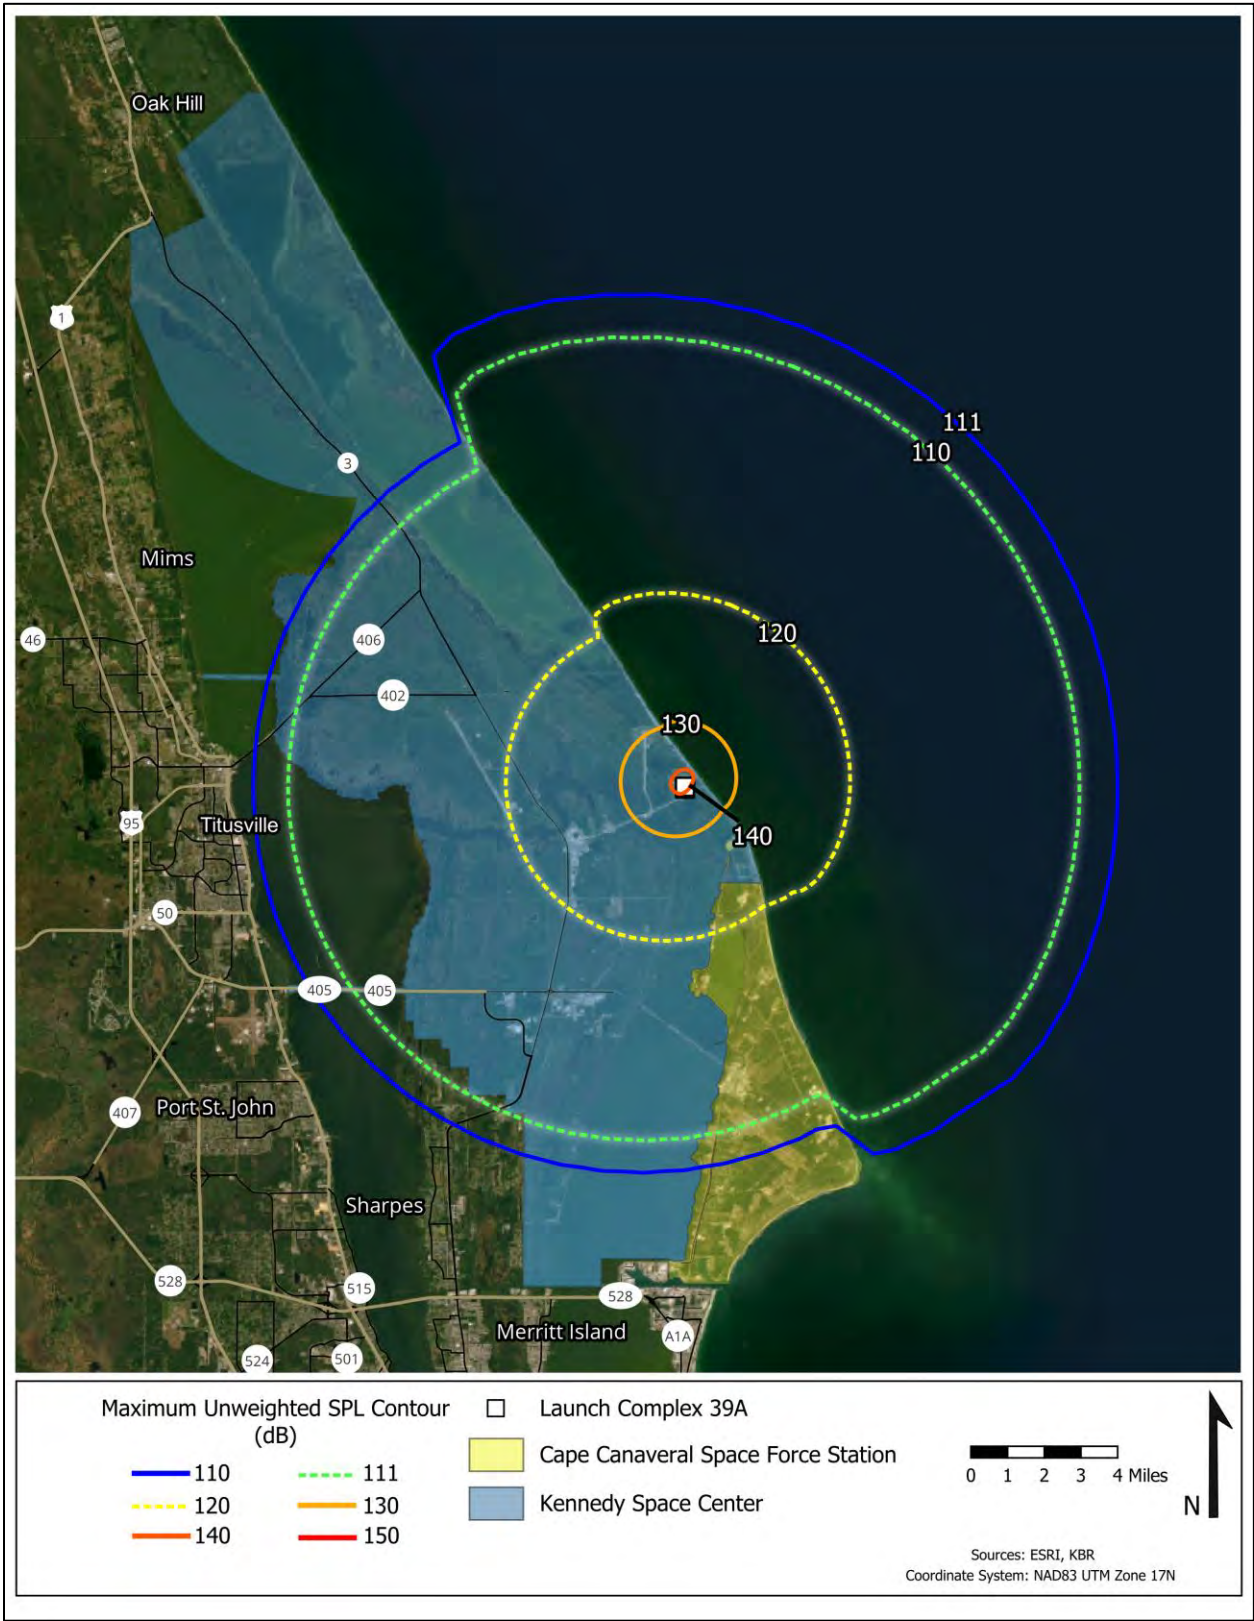 Oak Hill
1
111
110
3
Mims
120
46
406
402
130
95
Titusville
140
50
405
405
407
Port St. John
Sharpes
528
515
528
Merritt Island
A1A
524
501
Maximum Unweighted SPL Contour
(dB)
110
111
120
130
140
150
Launch Complex 39A
Cape Canaveral Space Force Station
Kennedy Space Center
0 1 2 3 4 Miles
N
Sources: ESRI, KBR
Coordinate System: NAD83 UTM Zone 17N